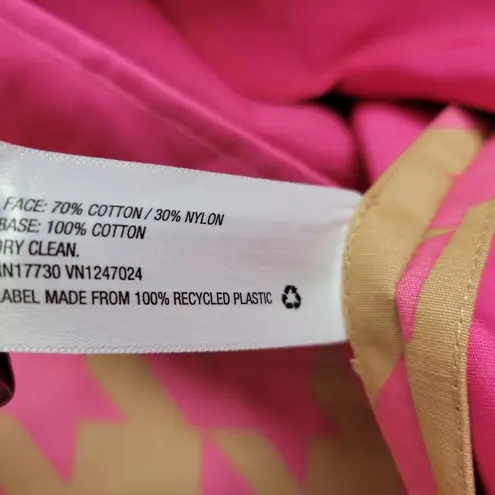 FACE: 70% COTTON / 30% NYLON
BASE: 100% COTTON
DRY CLEAN.
RN17730 VN1247024
LABEL MADE FROM 100% RECYCLED PLASTIC